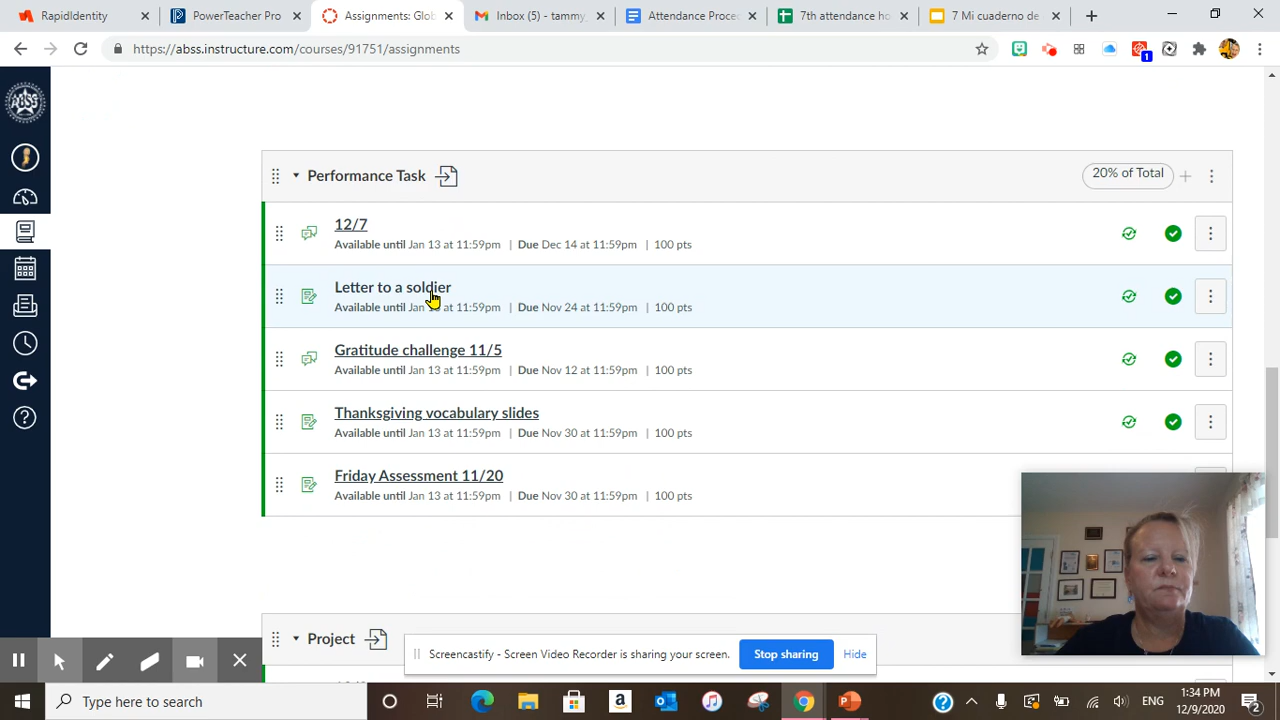 RapidIdentity
PowerTeacher Pro
Assignments: Glob
Inbox (5) - tammy
Attendance Proce
7th attendance ho
7 Mi cuaderno de
https://abss.instructure.com/courses/91751/assignments
1
ABSS
Performance Task
20% of Total
12/7
Available until Jan 13 at 11:59pm | Due Dec 14 at 11:59pm | 100 pts
Letter to a soldier
Available until Jan 13 at 11:59pm | Due Nov 24 at 11:59pm | 100 pts
Gratitude challenge 11/5
Available until Jan 13 at 11:59pm | Due Nov 12 at 11:59pm | 100 pts
Thanksgiving vocabulary slides
Available until Jan 13 at 11:59pm | Due Nov 30 at 11:59pm | 100 pts
Friday Assessment 11/20
Available until Jan 13 at 11:59pm | Due Nov 30 at 11:59pm | 100 pts
Project
Screencastify - Screen Video Recorder is sharing your screen.
Stop sharing
Hide
Type here to search
ENG
1:34 PM
12/9/2020
2